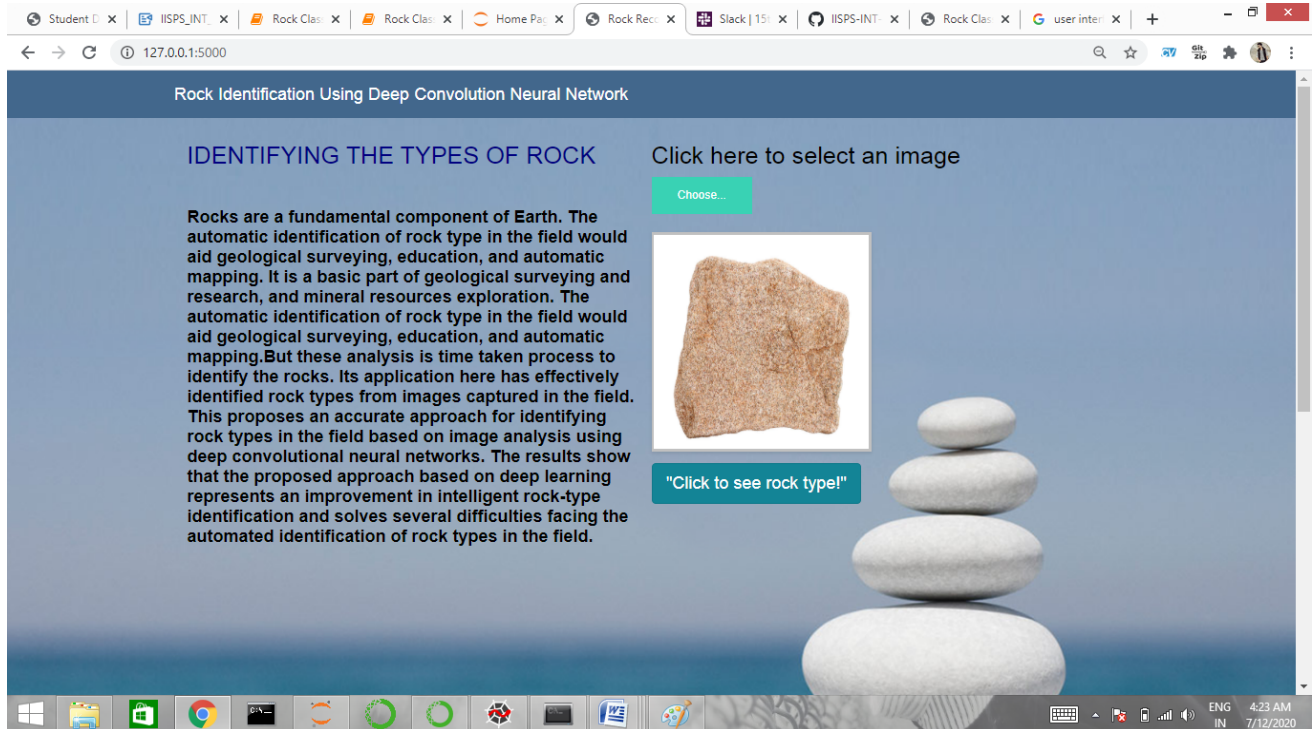 Student D
IISPS_INT_
Rock Clas
Rock Clas
Home Pag
Rock Reco
Slack | 15t
IISPS-INT-
Rock Clas
user inter
127.0.0.1:5000
Git
Zip
Rock Identification Using Deep Convolution Neural Network
IDENTIFYING THE TYPES OF ROCK
Rocks are a fundamental component of Earth. The
automatic identification of rock type in the field would
aid geological surveying, education, and automatic
mapping. It is a basic part of geological surveying and
research, and mineral resources exploration. The
automatic identification of rock type in the field would
aid geological surveying, education, and automatic
mapping.But these analysis is time taken process to
identify the rocks. Its application here has effectively
identified rock types from images captured in the field.
This proposes an accurate approach for identifying
rock types in the field based on image analysis using
deep convolutional neural networks. The results show
that the proposed approach based on deep learning
represents an improvement in intelligent rock-type
identification and solves several difficulties facing the
automated identification of rock types in the field.
Click here to select an image
Choose...
"Click to see rock type!"
ENG
IN
4:23 AM
7/12/2020